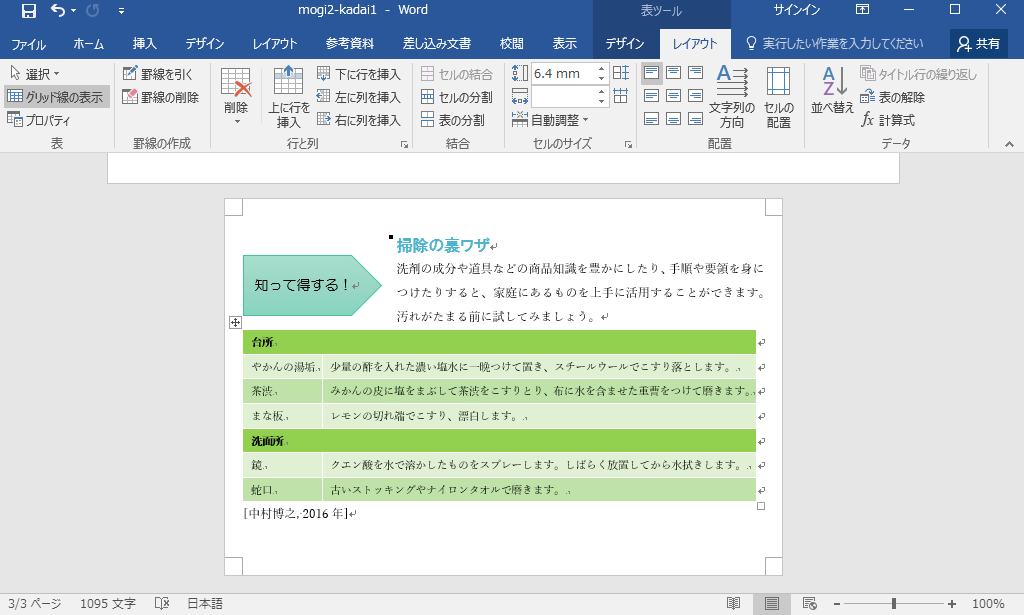 mogi2-kadai1 - Word
表ツール
サインイン
ファイル ホーム 挿入 デザイン レイアウト 参考資料 差し込み文書 校閲 表示 デザイン レイアウト 実行したい作業を入力してください 共有
選択
グリッド線の表示
プロパティ
表
罫線を引く
罫線の削除
罫線の作成
削除
上に行を
挿入
下に行を挿入
左に列を挿入
右に列を挿入
行と列
セルの結合
セルの分割
表の分割
結合
6.4 mm
自動調整
セルのサイズ
文字列の
方向
セルの
配置
配置
並べ替え
タイトル行の繰り返し
表の解除
計算式
データ
掃除の裏ワザ
知って得する！
洗剤の成分や道具などの商品知識を豊かにしたり、手順や要領を身に
つけたりすると、家庭にあるものを上手に活用することができます。
汚れがたまる前に試してみましょう。
台所
やかんの湯垢 少量の酢を入れた濃い塩水に一晩つけて置き、スチールウールでこすり落とします。
茶渋 みかんの皮に塩をまぶして茶渋をこすりとり、布に水を含ませた重曹をつけて磨きます。
まな板 レモンの切れ端でこすり、漂白します。
洗面所
鏡 クエン酸を水で溶かしたものをスプレーします。しばらく放置してから水拭きします。
蛇口 古いストッキングやナイロンタオルで磨きます。
[中村博之, 2016 年]
3/3 ページ 1095 文字 日本語 100%